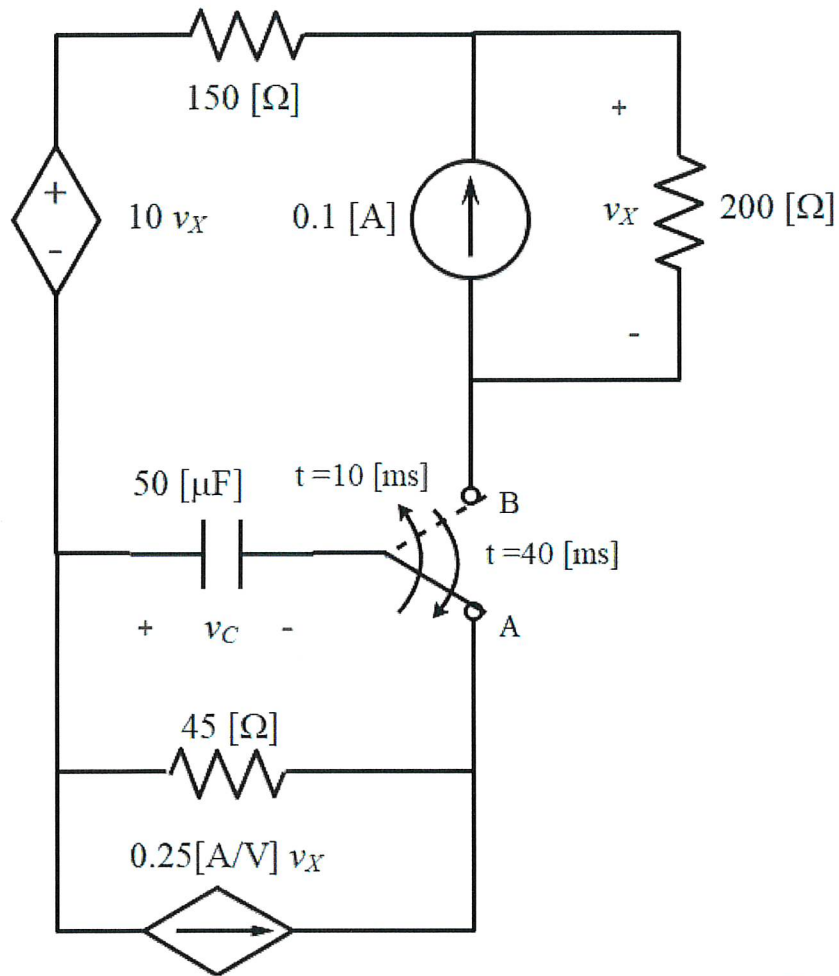 150 [Ω]
+
+
10 vX
0.1 [A]
vX
200 [Ω]
-
-
50 [μF]
t =10 [ms]
B
t =40 [ms]
+ vC -
A
45 [Ω]
0.25[A/V] vX